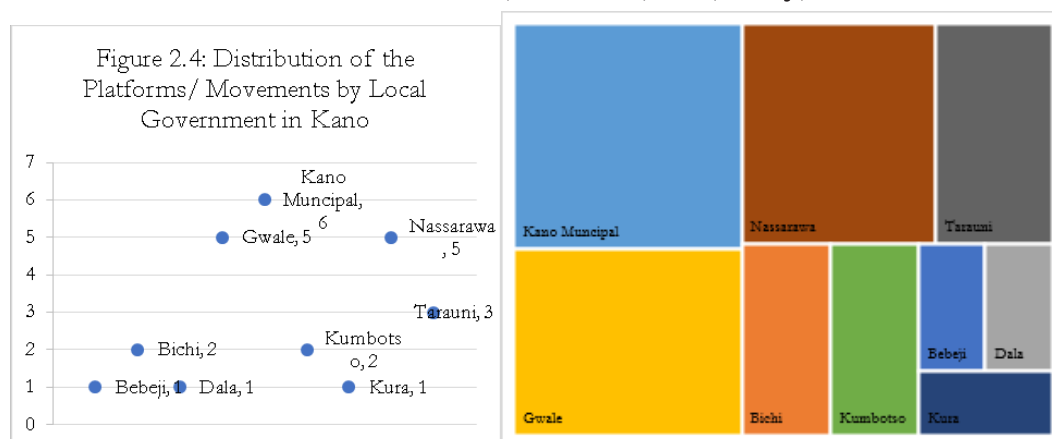 Figure 2.4: Distribution of the
Platforms/ Movements by Local
Government in Kano
7
6
5
4
3
2
1
0
Kano
Muncipal,
6
Gwale, 5
Nassarawa
, 5
Tarauni, 3
Bichi, 2
Kumbots
o, 2
Bebeji, 1
Dala, 1
Kura, 1
Kano Muncipal
Nassarawa
Tarauni
Gwale
Bichi
Kumbotso
Bebeji
Dala
Kura